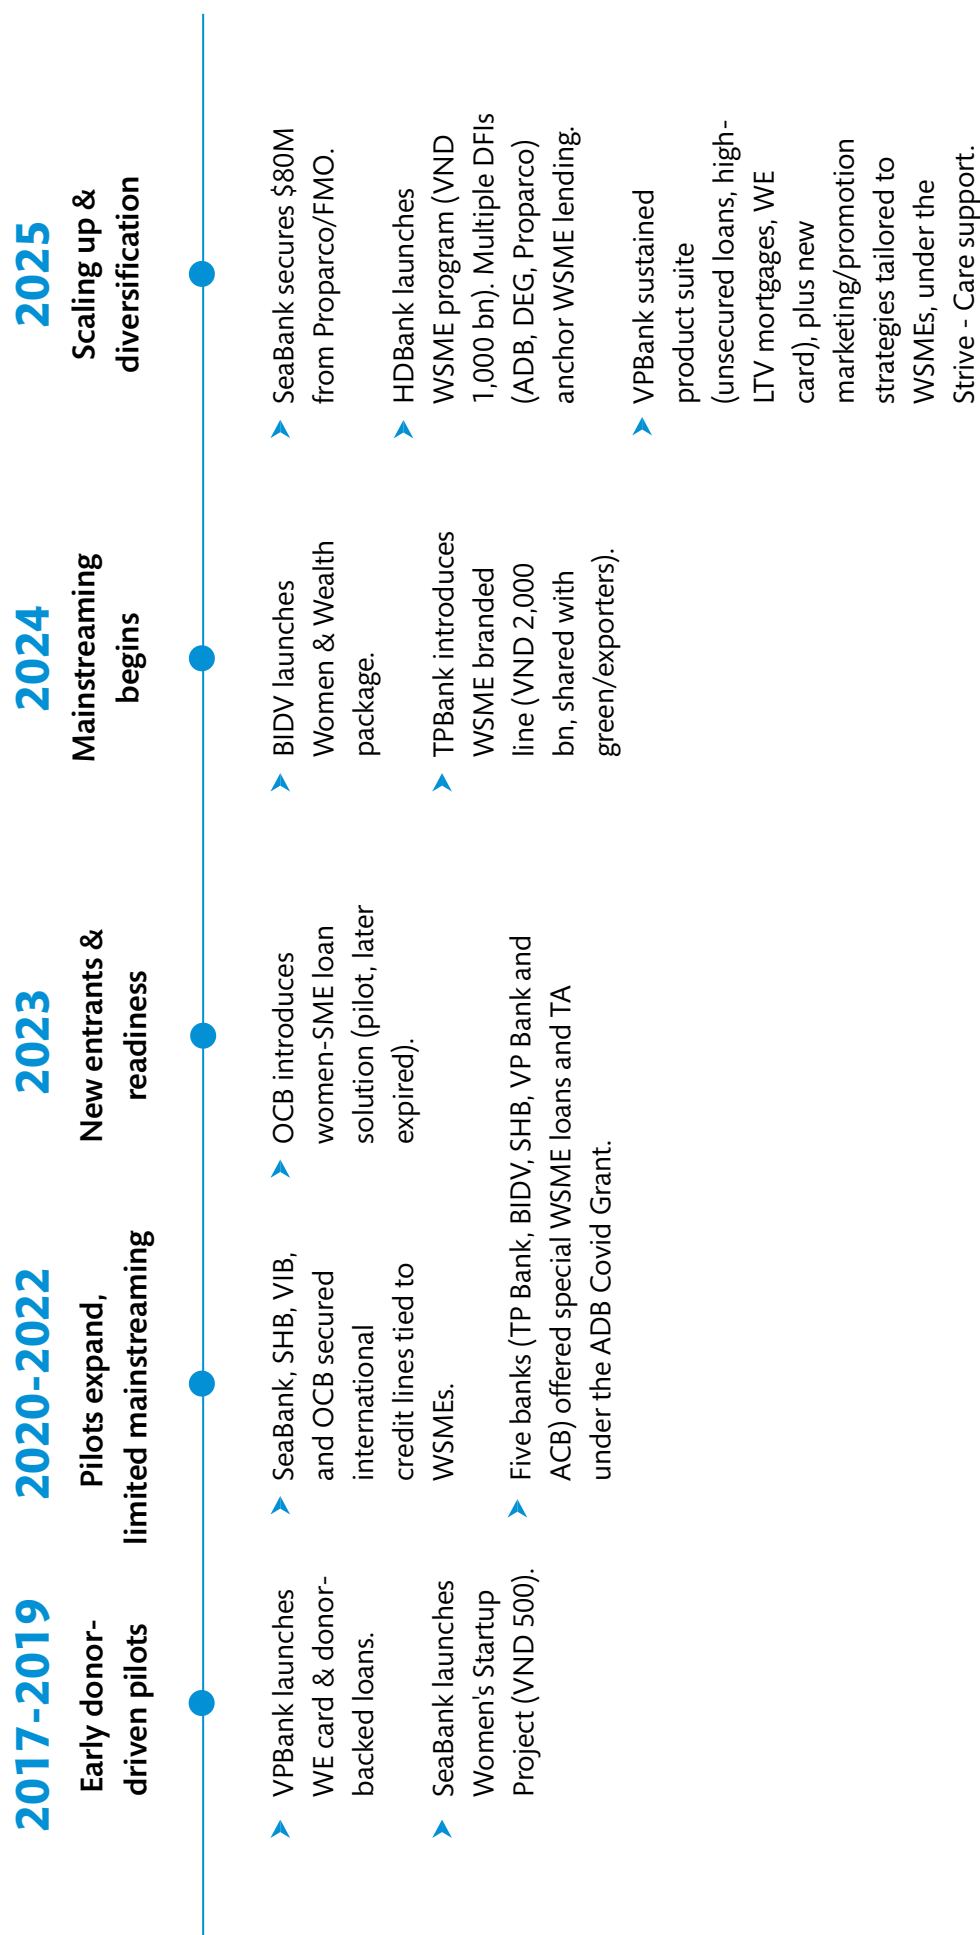 2017-2019
Early donor-
driven pilots
➤ VPBank launches
WE card & donor-
backed loans.
➤ SeaBank launches
Women's Startup
Project (VND 500).
2020-2022
Pilots expand,
limited mainstreaming
➤ SeaBank, SHB, VIB,
and OCB secured
international
credit lines tied to
WSMEs.
➤ Five banks (TP Bank, BIDV, SHB, VP Bank and
ACB) offered special WSME loans and TA
under the ADB Covid Grant.
2023
New entrants &
readiness
➤ OCB introduces
women-SME loan
solution (pilot, later
expired).
2024
Mainstreaming
begins
➤ BIDV launches
Women & Wealth
package.
➤ TPBank introduces
WSME branded
line (VND 2,000
bn, shared with
green/exporters).
2025
Scaling up &
diversification
➤ SeaBank secures $80M
from Proparco/FMO.
➤ HDBank launches
WSME program (VND
1,000 bn). Multiple DFIs
(ADB, DEG, Proparco)
anchor WSME lending.
➤ VPBank sustained
product suite
(unsecured loans, high-
LTV mortgages, WE
card), plus new
marketing/promotion
strategies tailored to
WSMEs, under the
Strive - Care support.